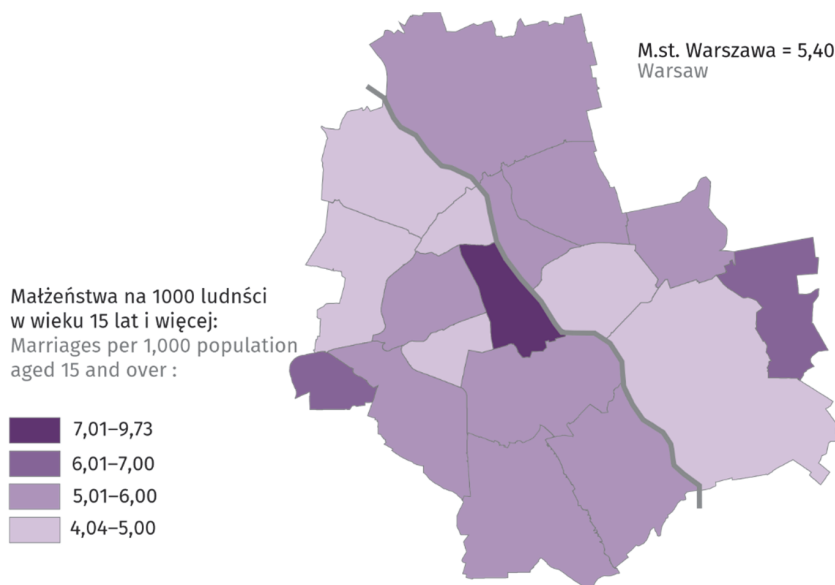 M.st. Warszawa = 5,40
Warsaw
Małżeństwa na 1000 ludnści
w wieku 15 lat i więcej:
Marriages per 1,000 population
aged 15 and over :
7,01–9,73
6,01–7,00
5,01–6,00
4,04–5,00